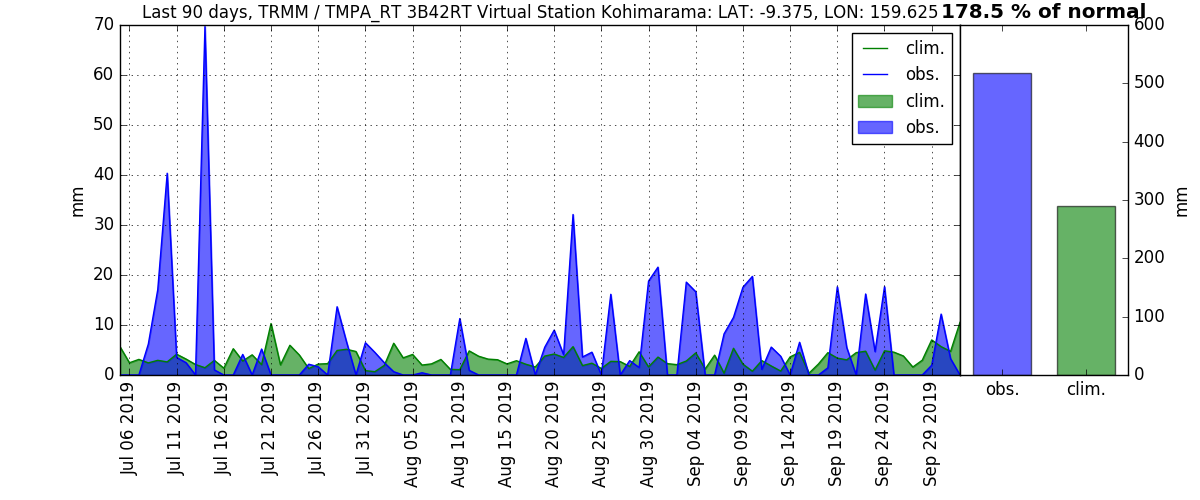 Last 90 days, TRMM / TMPA_RT 3B42RT Virtual Station Kohimarama: LAT: -9.375, LON: 159.625
178.5 % of normal
70
60
50
40
30
20
10
0
mm
clim.
obs.
clim.
obs.
Jul 06 2019
Jul 11 2019
Jul 16 2019
Jul 21 2019
Jul 26 2019
Jul 31 2019
Aug 05 2019
Aug 10 2019
Aug 15 2019
Aug 20 2019
Aug 25 2019
Aug 30 2019
Sep 04 2019
Sep 09 2019
Sep 14 2019
Sep 19 2019
Sep 24 2019
Sep 29 2019
600
500
400
300
200
100
0
mm
obs.
clim.